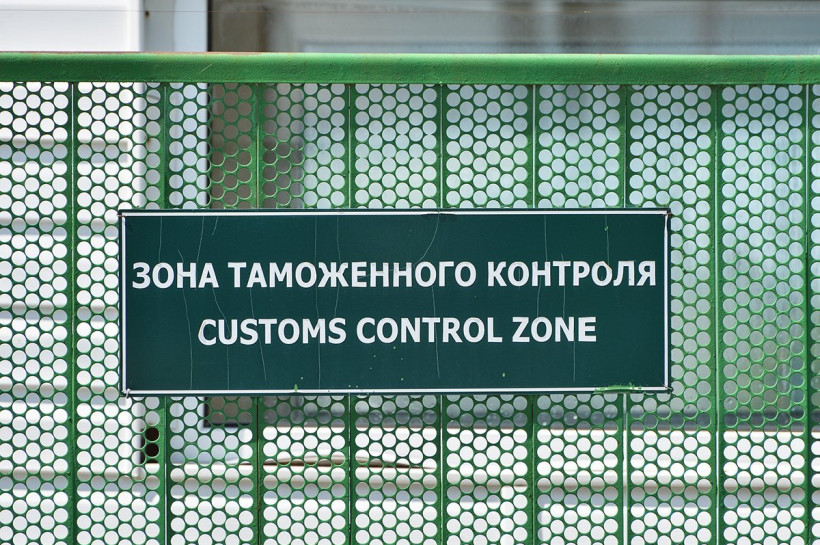 ЗОНА ТАМОЖЕННОГО КОНТРОЛЯ
CUSTOMS CONTROL ZONE